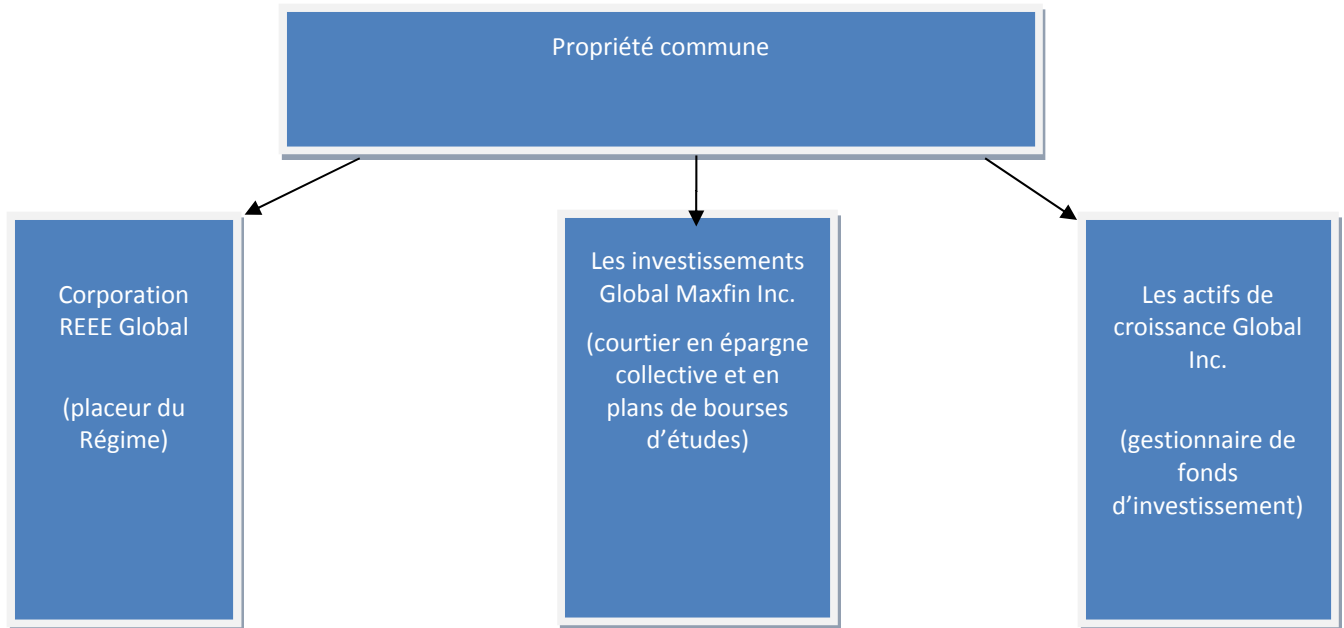 Propriété commune
Corporation
REEE Global
(placeur du
Régime)
Les investissements
Global Maxfin Inc.
(courtier en épargne
collective et en
plans de bourses
d'études)
Les actifs de
croissance Global
Inc.
(gestionnaire de
fonds
d'investissement)